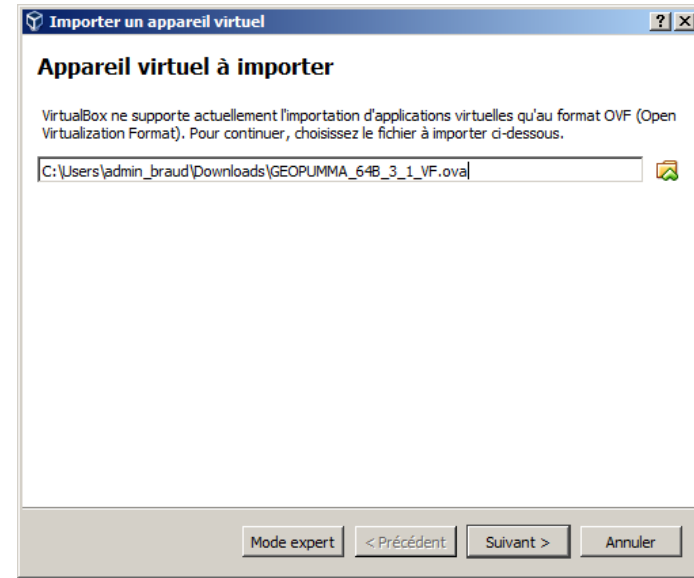 Importer un appareil virtuel
Appareil virtuel à importer
VirtualBox ne supporte actuellement l'importation d'applications virtuelles qu'au format OVF (Open
Virtualization Format). Pour continuer, choisissez le fichier à importer ci-dessous.
C:\Users\admin_braud\Downloads\GEOPUMMA_64B_3_1_VF.ova
Mode expert < Précédent Suivant > Annuler